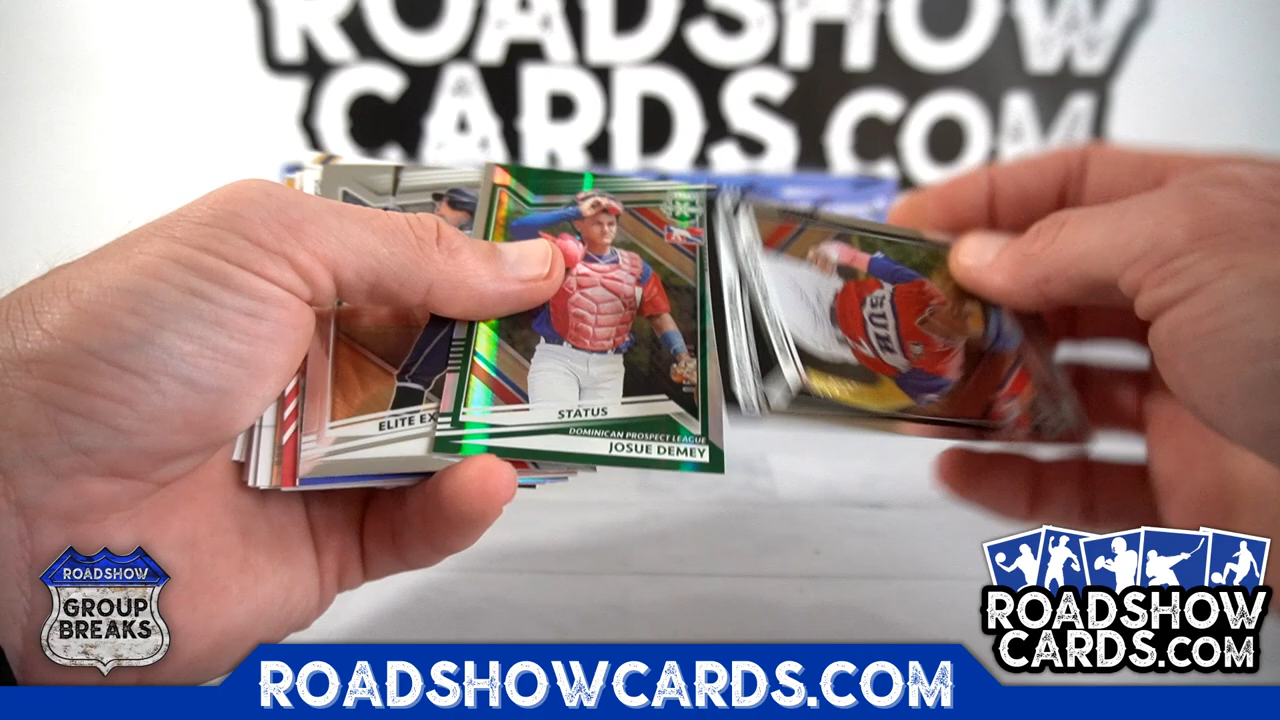 ROADSHOW
CARDS.COM
ELITE EX
STATUS
DOMINICAN PROSPECT LEAGUE
JOSUE DEMEY
ROADSHOW
GROUP
BREAKS
ROADSHOW
CARDS.COM
ROADSHOWCARDS.COM